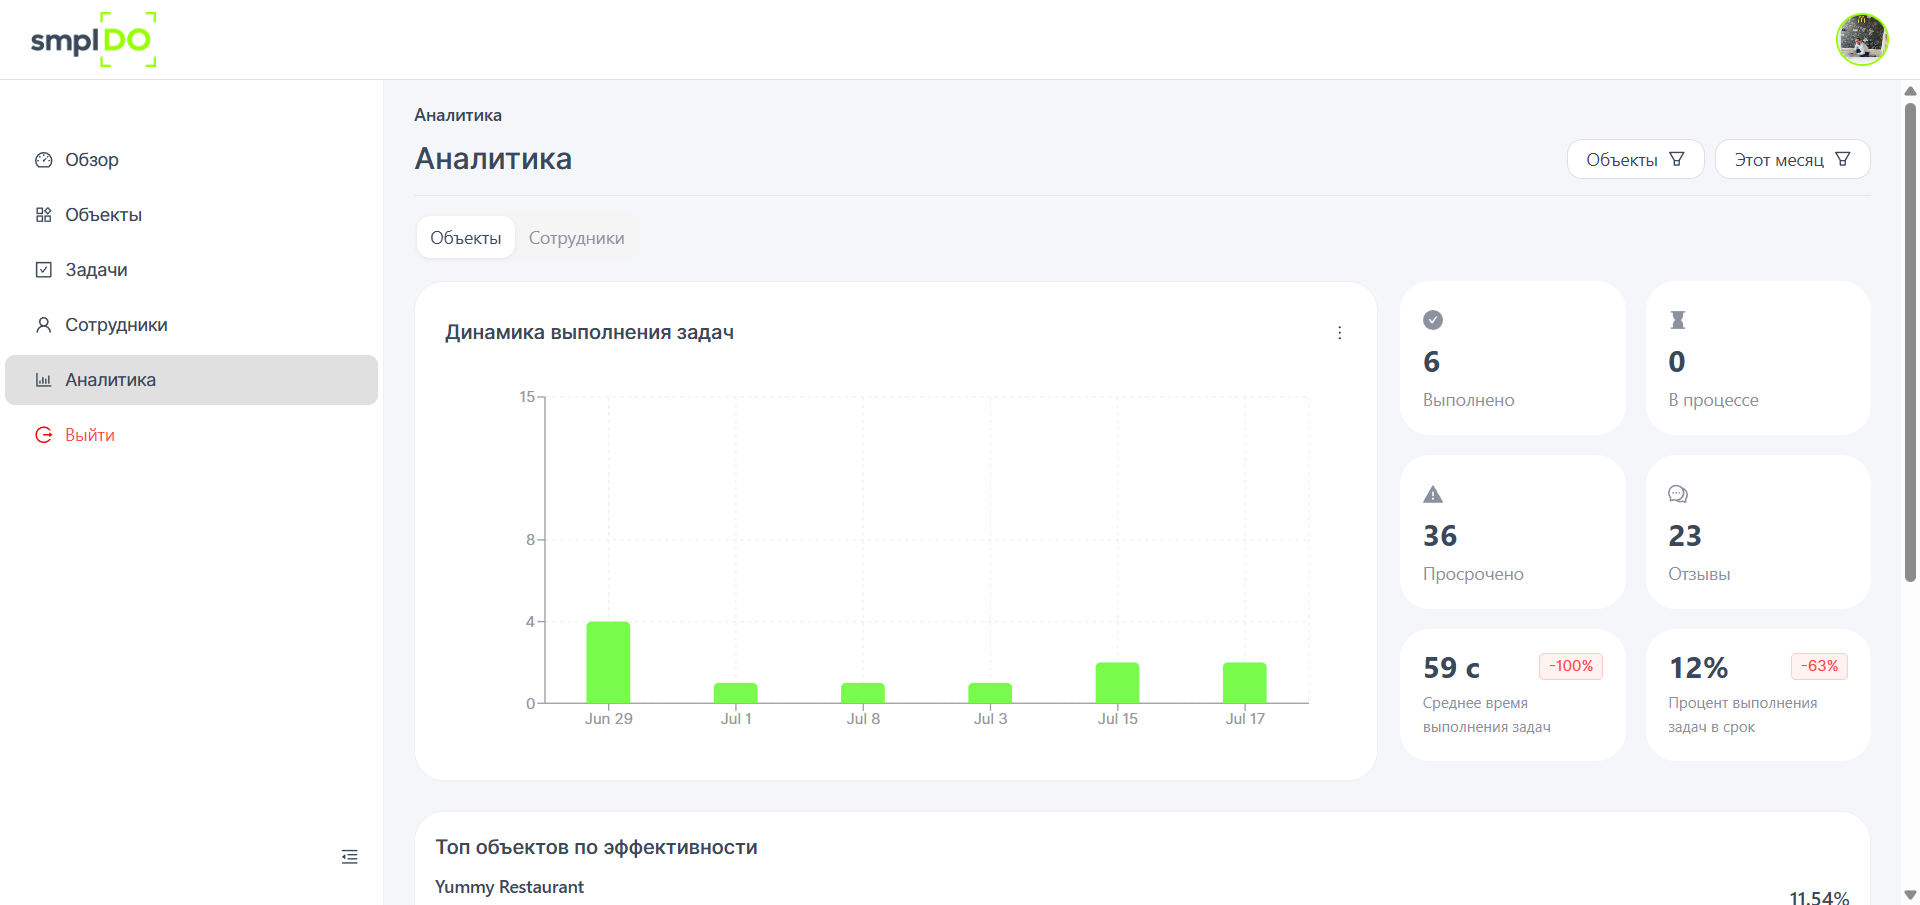 smplDO
Обзор
Объекты
Задачи
Сотрудники
Аналитика
Выйти
Аналитика
Аналитика
Объекты
Этот месяц
Объекты
Сотрудники
Динамика выполнения задач
15
8
4
0
Jun 29
Jul 1
Jul 8
Jul 3
Jul 15
Jul 17
6
Выполнено
0
В процессе
36
Просрочено
23
Отзывы
59 с
-100%
Среднее время
выполнения задач
12%
-63%
Процент выполнения
задач в срок
Топ объектов по эффективности
Yummy Restaurant
11.54%